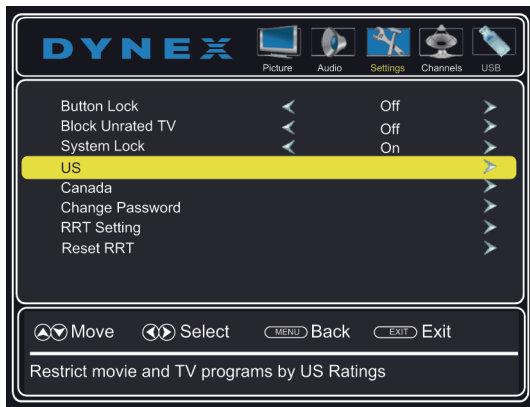 DYNEX
Picture Audio Settings Channels USB
Button Lock Off
Block Unrated TV Off
System Lock On
US
Canada
Change Password
RRT Setting
Reset RRT
Move Select MENU Back EXIT Exit
Restrict movie and TV programs by US Ratings